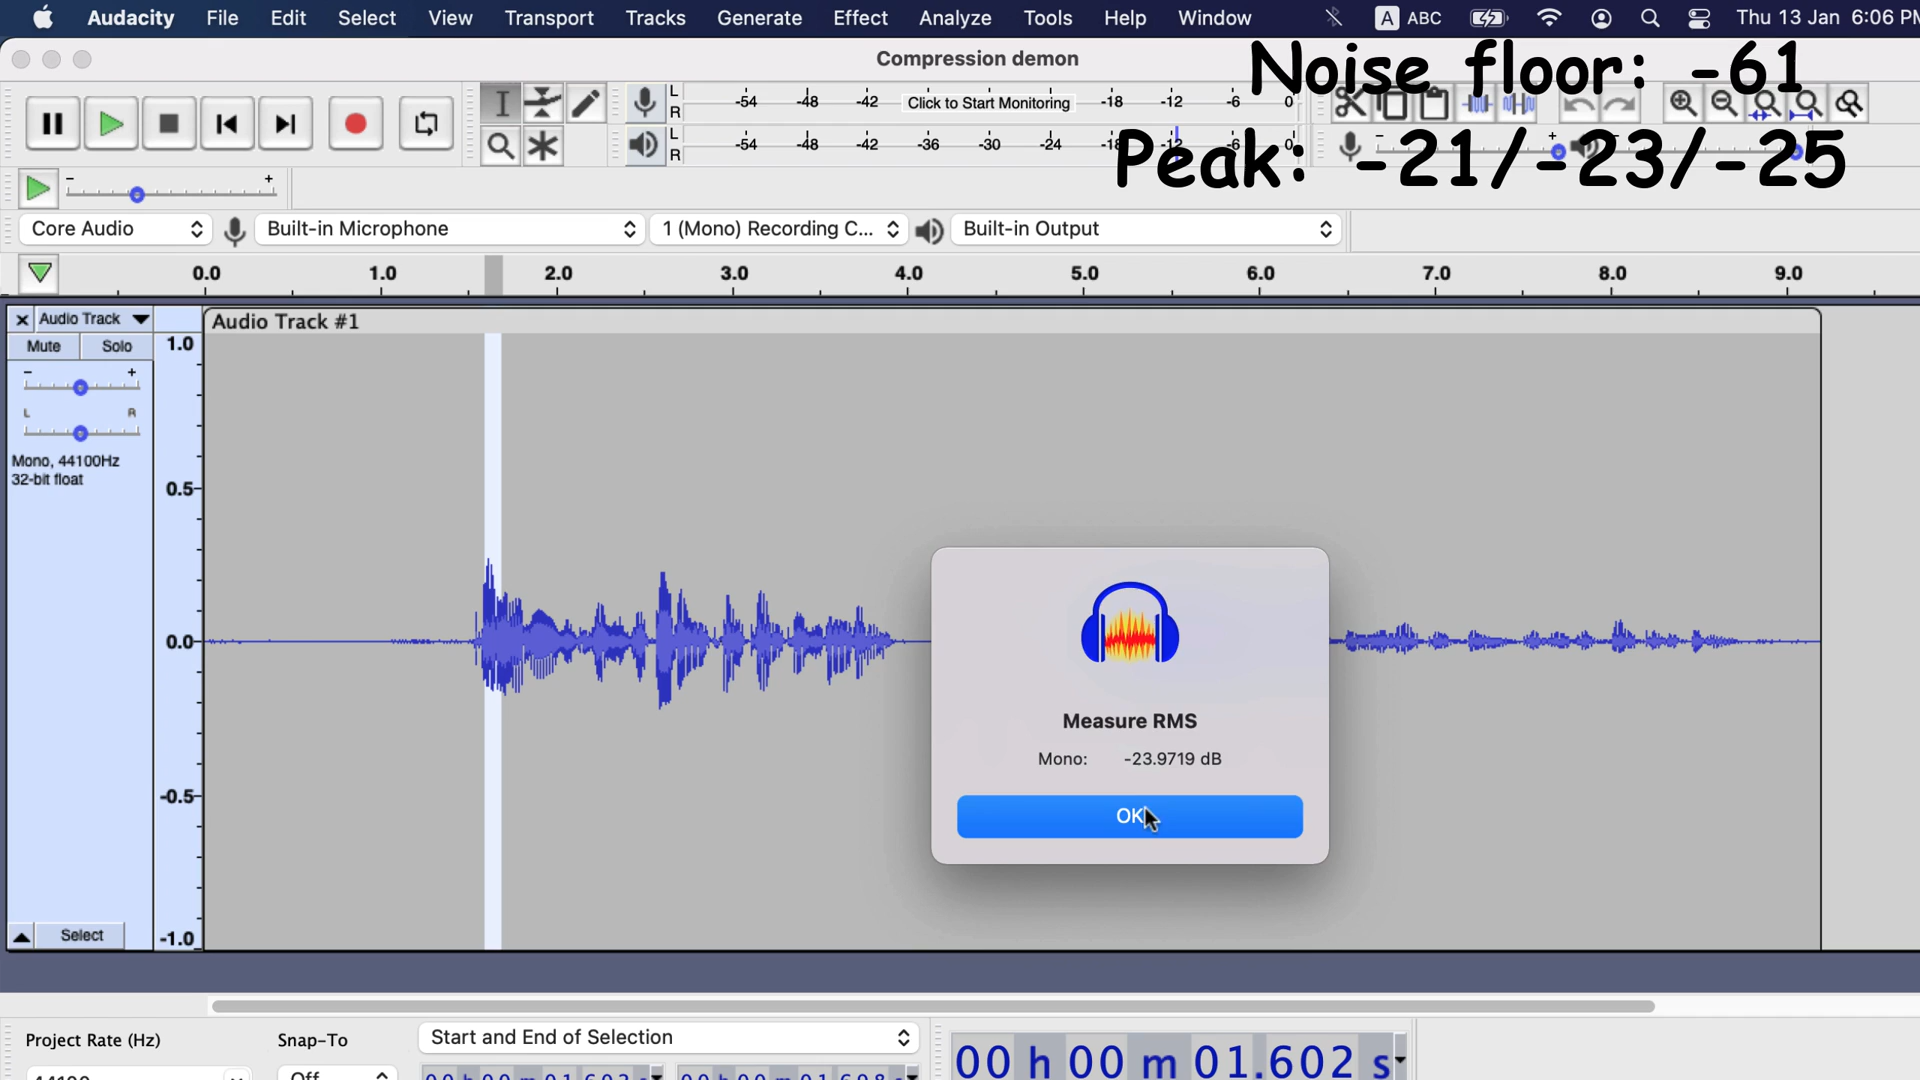 Audacity File Edit Select View Transport Tracks Generate Effect Analyze Tools Help Window A ABC Thu 13 Jan 6:06 PM
Compression demon
Noise floor: -61
Peak: -21/-23/-25
L
R
-54 -48 -42 Click to Start Monitoring -18 -12 -6 0
L
R
-54 -48 -42 -36 -30 -24 -18 -12 -6 0
- +
- +
Core Audio Built-in Microphone 1 (Mono) Recording C... Built-in Output
0.0 1.0 2.0 3.0 4.0 5.0 6.0 7.0 8.0 9.0
Audio Track
Audio Track #1
Mute Solo
- +
L R
Mono, 44100Hz
32-bit float
1.0
0.5
0.0
-0.5
-1.0
Measure RMS
Mono: -23.9719 dB
OK
Select
Project Rate (Hz) Snap-To Start and End of Selection
44100 Off
00 h 00 m 01.602 s